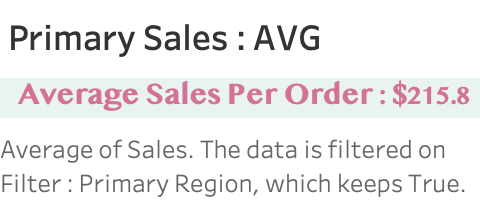 Primary Sales : AVG
Average Sales Per Order : $215.8
Average of Sales. The data is filtered on
Filter : Primary Region, which keeps True.